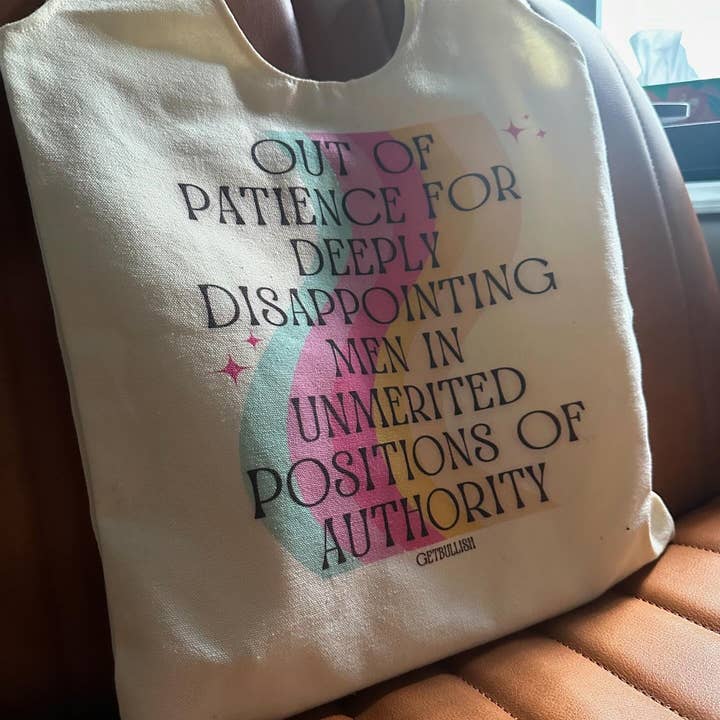 OUT OF
PATIENCE FOR
DEEPLY
DISAPPOINTING
MEN IN
UNMERITED
POSITIONS OF
AUTHORITY
GETBULLISH